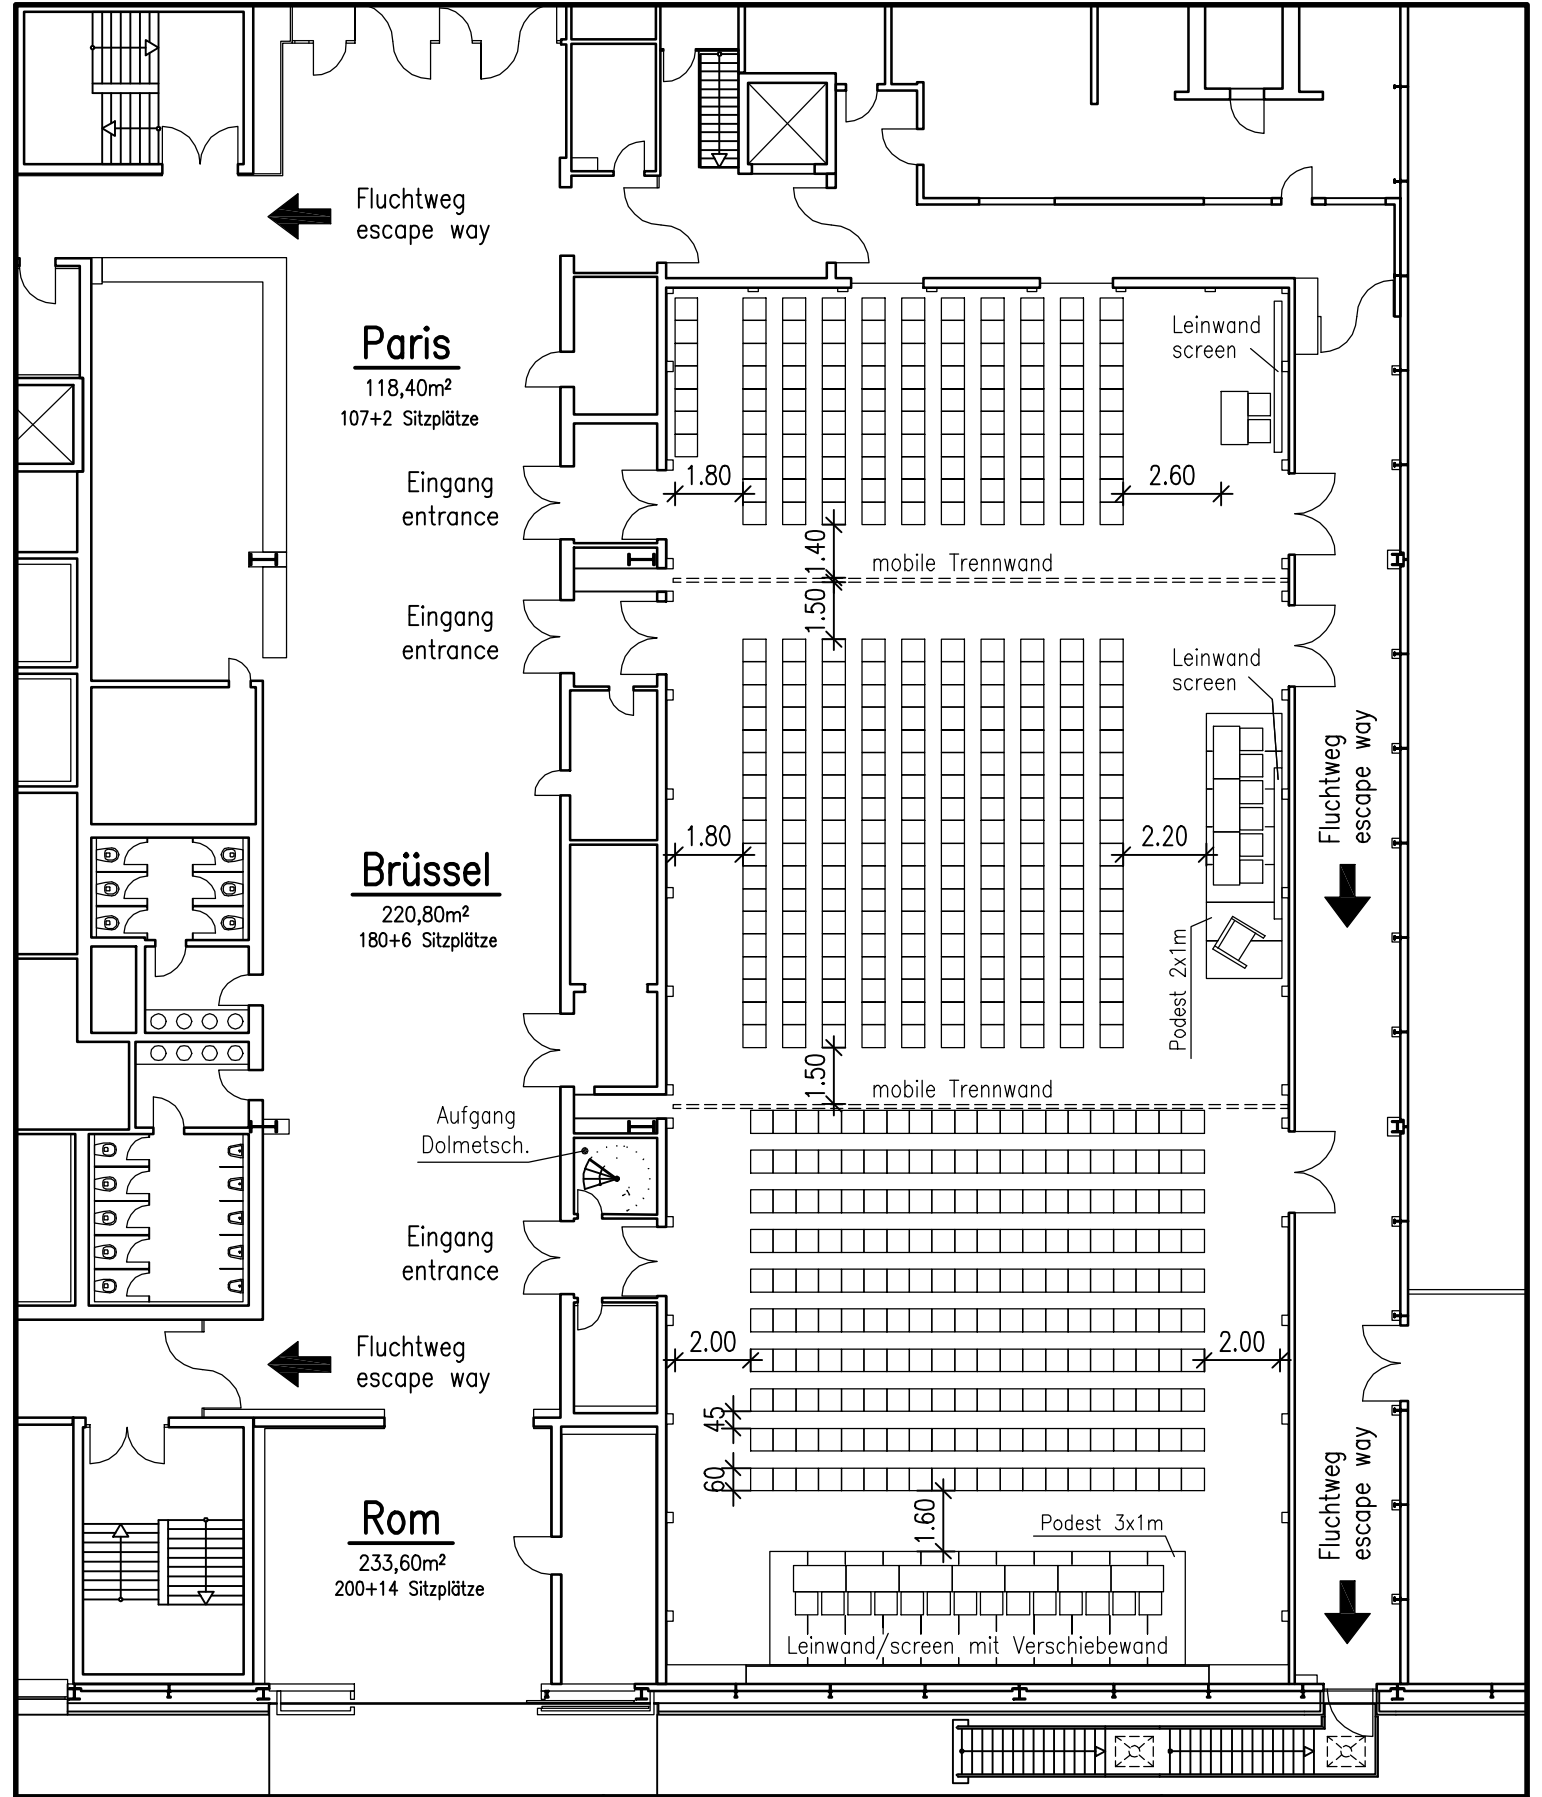 Fluchtweg
escape way
Paris
118,40m²
107+2 Sitzplätze
Leinwand
screen
Eingang
entrance
1.80
2.60
1.40
mobile Trennwand
1.50
Eingang
entrance
Leinwand
screen
Fluchtweg
escape way
1.80
2.20
Brüssel
220,80m²
180+6 Sitzplätze
Podest 2x1m
1.50
mobile Trennwand
Aufgang
Dolmetsch.
Eingang
entrance
Fluchtweg
escape way
2.00
2.00
45
60
Fluchtweg
escape way
Rom
233,60m²
200+14 Sitzplätze
1.60
Podest 3x1m
Leinwand/screen mit Verschiebewand